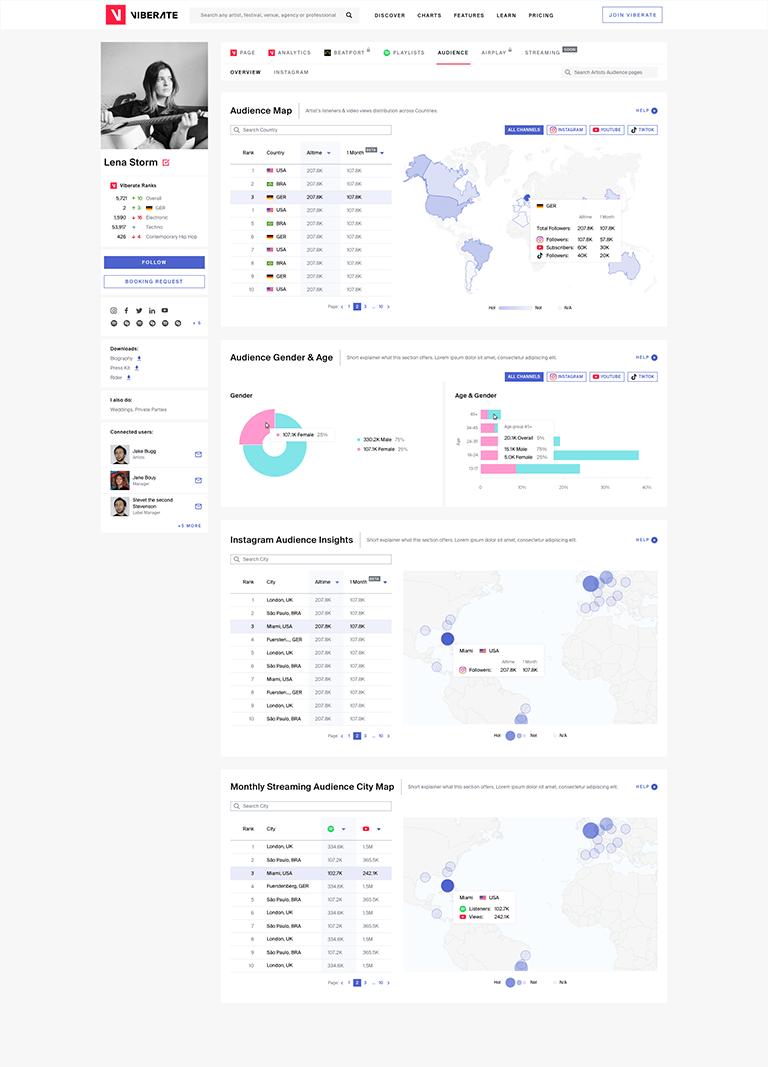 VIBERATE
Search any artist, festival, venue, agency or professional
DISCOVER CHARTS FEATURES LEARN PRICING
JOIN VIBERATE
PAGE ANALYTICS BEATPORT PLAYLISTS AUDIENCE AIRPLAY STREAMING SOON
OVERVIEW INSTAGRAM
Search Artists Audience pages
Lena Storm
Viberate Ranks
5,721 10 Overall
2 3 GER
1,590 16 Electronic
53,917 Techno
426 4 Contemporary Hip Hop
FOLLOW
BOOKING REQUEST
+ 5
Downloads:
Biography
Press Kit
Rider
I also do:
Weddings, Private Parties
Connected users:
Jake Bugg
Artists
Jane Bouy
Manager
Stevet the second
Stevenson
Label Manager
+5 MORE
Audience Map
Artist's listeners & video views distribution across Countries.
HELP
Search Country
ALL CHANNELS INSTAGRAM YOUTUBE TIKTOK
Rank Country Alltime 1 Month BETA
1 USA 207.8K 107.8K
2 BRA 207.8K 107.8K
3 GER 207.8K 107.8K
1 USA 207.8K 107.8K
5 BRA 207.8K 107.8K
6 GER 207.8K 107.8K
7 USA 207.8K 107.8K
8 BRA 207.8K 107.8K
9 GER 207.8K 107.8K
10 USA 207.8K 107.8K
Page: 1 2 3 ... 10
GER
Alltime 1 Month
Total Followers: 207.8K 107.8K
Followers: 107.8K 57.8K
Subscribers: 60K 30K
Followers: 40K 20K
Hot Not N/A
Audience Gender & Age
Short explainer what this section offers. Lorem ipsum dolor sit amet, consectetur adipiscing.
HELP
ALL CHANNELS INSTAGRAM YOUTUBE TIKTOK
Gender
107.1K Female 25%
330.2K Male 75%
107.1K Female 25%
Age & Gender
Age
45+
34-45
24-35
18-24
13-17
Age group 45+
20.1K Overall 5%
15.1K Male 75%
5.0K Female 25%
0 10% 20% 30% 40%
Instagram Audience Insights
Short explainer what this section offers. Lorem ipsum dolor sit amet, consectetur adipiscing elit.
HELP
Search City
Rank City Alltime 1 Month BETA
1 London, UK 207.8K 107.8K
2 São Paulo, BRA 207.8K 107.8K
3 Miami, USA 207.8K 107.8K
4 Fuersten..., GER 207.8K 107.8K
5 London, UK 207.8K 107.8K
6 São Paulo, BRA 207.8K 107.8K
7 Miami, USA 207.8K 107.8K
8 Fuersten..., GER 207.8K 107.8K
9 London, UK 207.8K 107.8K
10 São Paulo, BRA 207.8K 107.8K
Page: 1 2 3 ... 10
Miami USA
Alltime 1 Month
Followers: 207.8K 107.8K
Hot Not N/A
Monthly Streaming Audience City Map
Short explainer what this section offers. Lorem ipsum dolor sit amet, consectetur adipiscing elit.
HELP
Search City
Rank City
1 London, UK 334.6K 1.5M
2 São Paulo, BRA 107.2K 365.5K
3 Miami, USA 102.7K 242.1K
4 Fuerstenberg, GER 334.6K 1.5M
5 São Paulo, BRA 107.2K 365.5K
6 London, UK 334.6K 1.5M
7 São Paulo, BRA 107.2K 365.5K
8 London, UK 334.6K 1.5M
9 São Paulo, BRA 107.2K 365.5K
10 London, UK 334.6K 1.5M
Page: 1 2 3 ... 10
Miami USA
Listeners: 102.7K
Views: 242.1K
Hot Not N/A